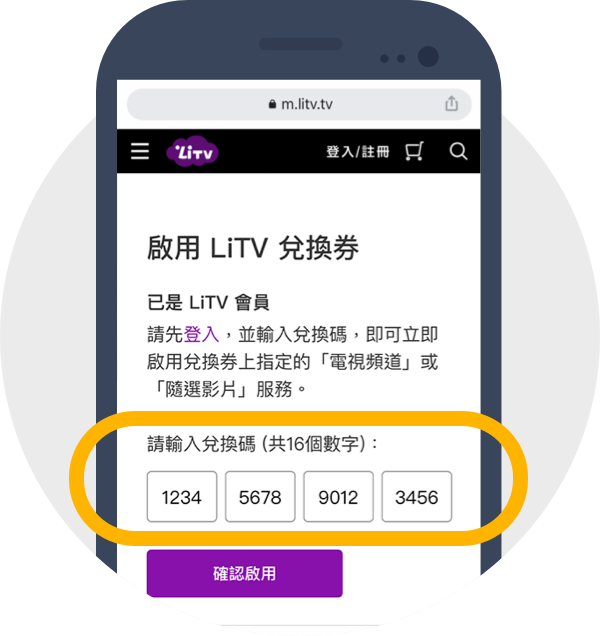 m.litv.tv
LiTV
登入/註冊
啟用 LiTV 兌換券
已是 LiTV 會員
請先登入，並輸入兌換碼，即可立即
啟用兌換券上指定的「電視頻道」或
「隨選影片」服務。
請輸入兌換碼 (共16個數字)：
1234 5678 9012 3456
確認啟用